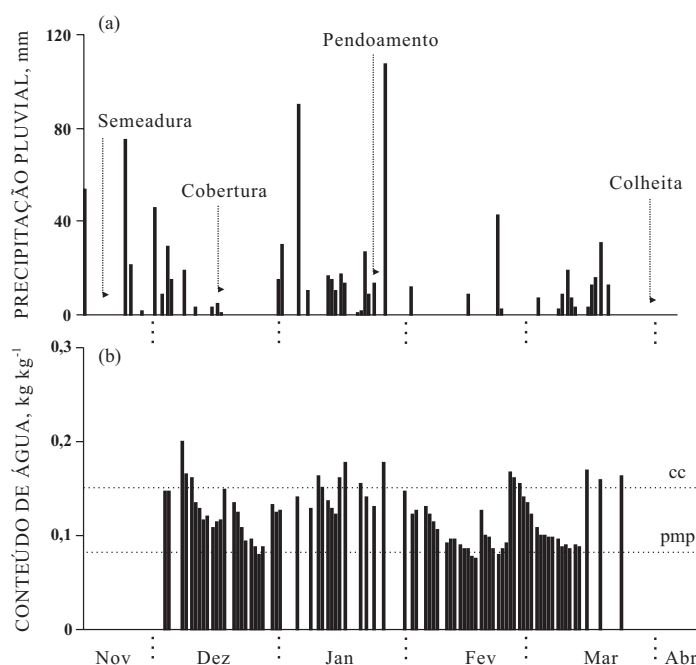 (a)
PRECIPITAÇÃO PLUVIAL, mm
120
80
40
0
Semeadura
Cobertura
Pendoamento
Colheita
(b)
CONTEÚDO DE ÁGUA, kg kg⁻¹
0,3
0,2
0,1
0
cc
pmp
Nov Dez Jan Fev Mar Abr